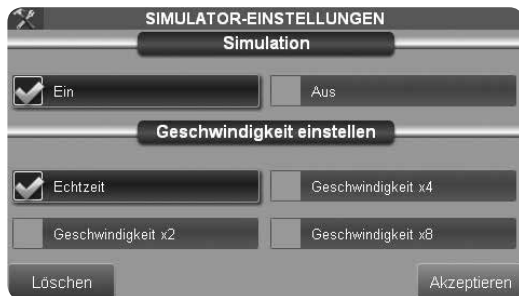 SIMULATOR-EINSTELLUNGEN
Simulation
Ein
Aus
Geschwindigkeit einstellen
Echtzeit
Geschwindigkeit x4
Geschwindigkeit x2
Geschwindigkeit x8
Löschen
Akzeptieren